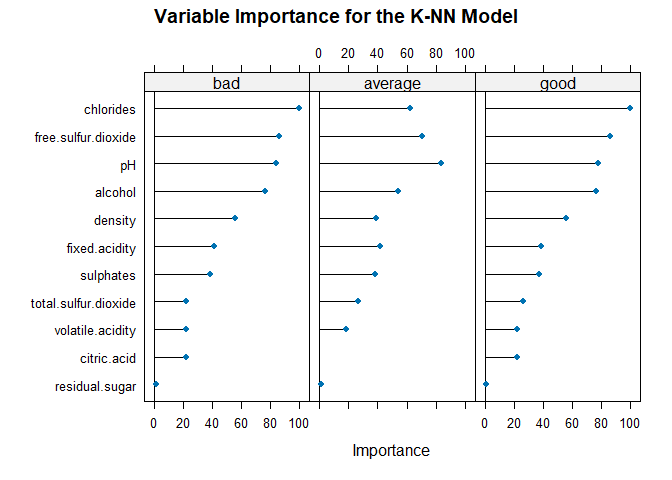 Variable Importance for the K-NN Model
0 20 40 60 80 100
bad average good
chlorides
free.sulfur.dioxide
pH
alcohol
density
fixed.acidity
sulphates
total.sulfur.dioxide
volatile.acidity
citric.acid
residual.sugar
0 20 40 60 80 100 0 20 40 60 80 100
Importance